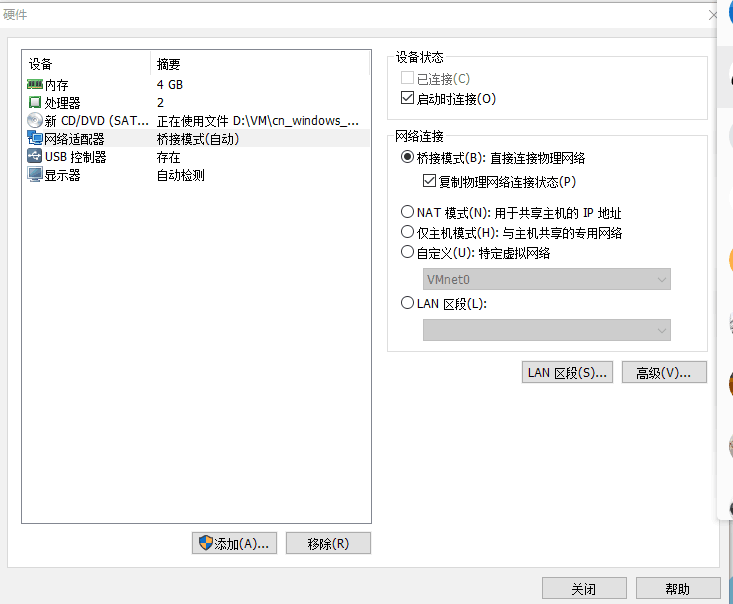 硬件
设备 摘要
内存 4 GB
处理器 2
新 CD/DVD (SAT... 正在使用文件 D:\VM\cn_windows_...
网络适配器 桥接模式(自动)
USB 控制器 存在
显示器 自动检测
添加(A)... 移除(R)
设备状态
已连接(C)
启动时连接(O)
网络连接
桥接模式(B): 直接连接物理网络
复制物理网络连接状态(P)
NAT 模式(N): 用于共享主机的 IP 地址
仅主机模式(H): 与主机共享的专用网络
自定义(U): 特定虚拟网络
VMnet0
LAN 区段(L):
LAN 区段(S)... 高级(V)...
关闭 帮助